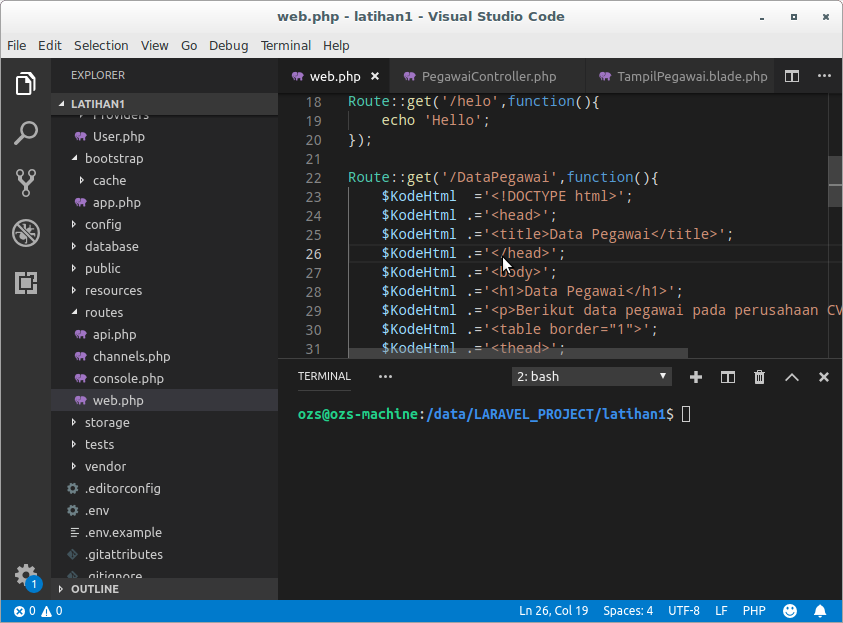 web.php - latihan1 - Visual Studio Code
File Edit Selection View Go Debug Terminal Help
EXPLORER
LATIHAN1
Providers
User.php
bootstrap
cache
app.php
config
database
public
resources
routes
api.php
channels.php
console.php
web.php
storage
tests
vendor
.editorconfig
.env
.env.example
.gitattributes
.gitignore
OUTLINE
1
web.php PegawaiController.php TampilPegawai.blade.php
18 Route::get('/helo',function(){
19 echo 'Hello';
20 });
21
22 Route::get('/DataPegawai',function(){
23 $KodeHtml ='<!DOCTYPE html>';
24 $KodeHtml .='<head>';
25 $KodeHtml .='<title>Data Pegawai</title>';
26 $KodeHtml .='</head>';
27 $KodeHtml .='<body>';
28 $KodeHtml .='<h1>Data Pegawai</h1>';
29 $KodeHtml .='<p>Berikut data pegawai pada perusahaan CV
30 $KodeHtml .='<table border="1">';
31 $KodeHtml .='<thead>';
TERMINAL 2: bash
ozs@ozs-machine:/data/LARAVEL_PROJECT/latihan1$
0 0 Ln 26, Col 19 Spaces: 4 UTF-8 LF PHP